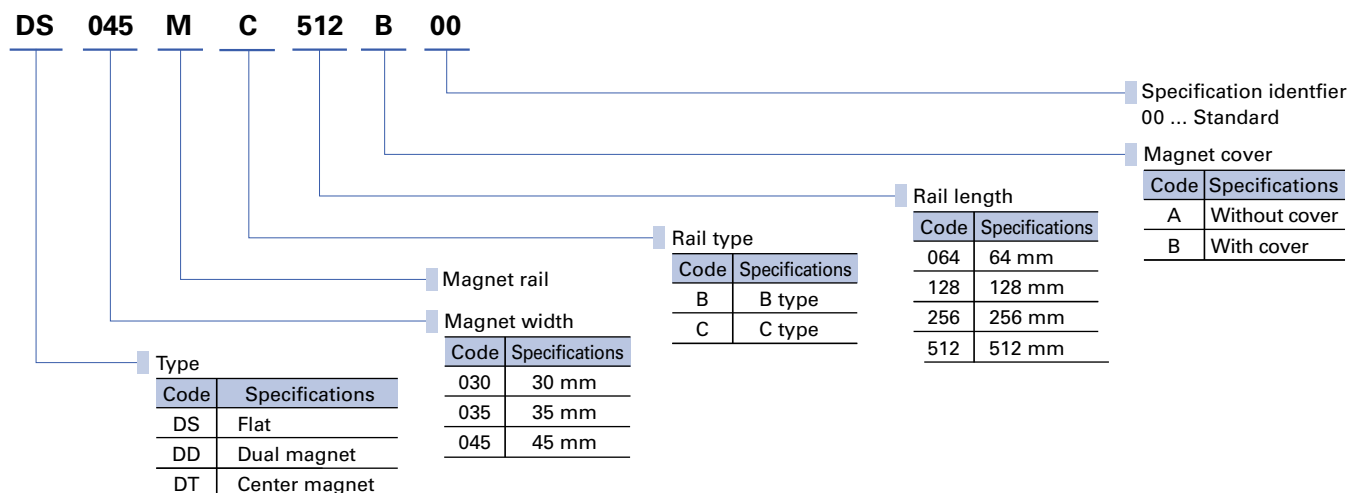 DS 045 M C 512 B 00
Specification identfier
00 ... Standard
Magnet cover
Code Specifications
A Without cover
B With cover
Rail length
Code Specifications
064 64 mm
128 128 mm
256 256 mm
512 512 mm
Rail type
Code Specifications
B B type
C C type
Magnet rail
Magnet width
Code Specifications
030 30 mm
035 35 mm
045 45 mm
Type
Code Specifications
DS Flat
DD Dual magnet
DT Center magnet